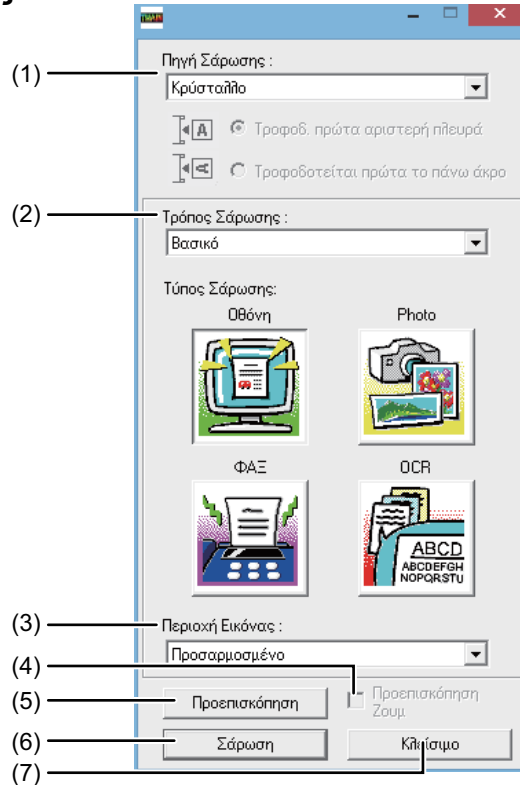 TWAIN
(1)
Πηγή Σάρωσης :
Κρύσταλλο
A
Τροφοδ. πρώτα αριστερή πλευρά
A
Τροφοδοτείται πρώτα το πάνω άκρο
(2)
Τρόπος Σάρωσης :
Βασικό
Τύπος Σάρωσης:
Οθόνη
Photo
ΦΑΞ
OCR
ABCD
ABCDEFGH
NOPQRSTU
(3)
Περιοχή Εικόνας :
Προσαρμοσμένο
(4)
(5)
Προεπισκόπηση
Προεπισκόπηση
Ζουμ
(6)
Σάρωση
Κλείσιμο
(7)